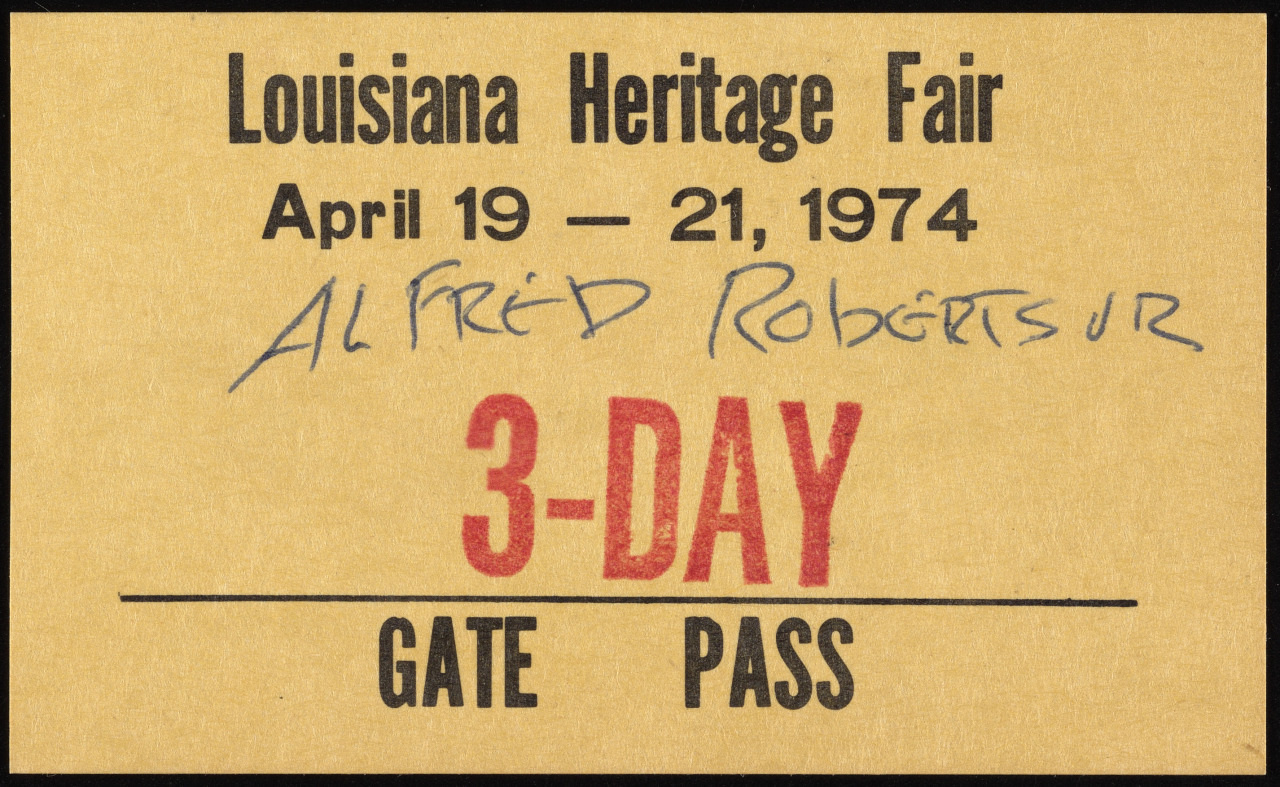 Louisiana Heritage Fair
April 19 — 21, 1974
ALFRED ROBERTS JR
3-DAY
GATE PASS